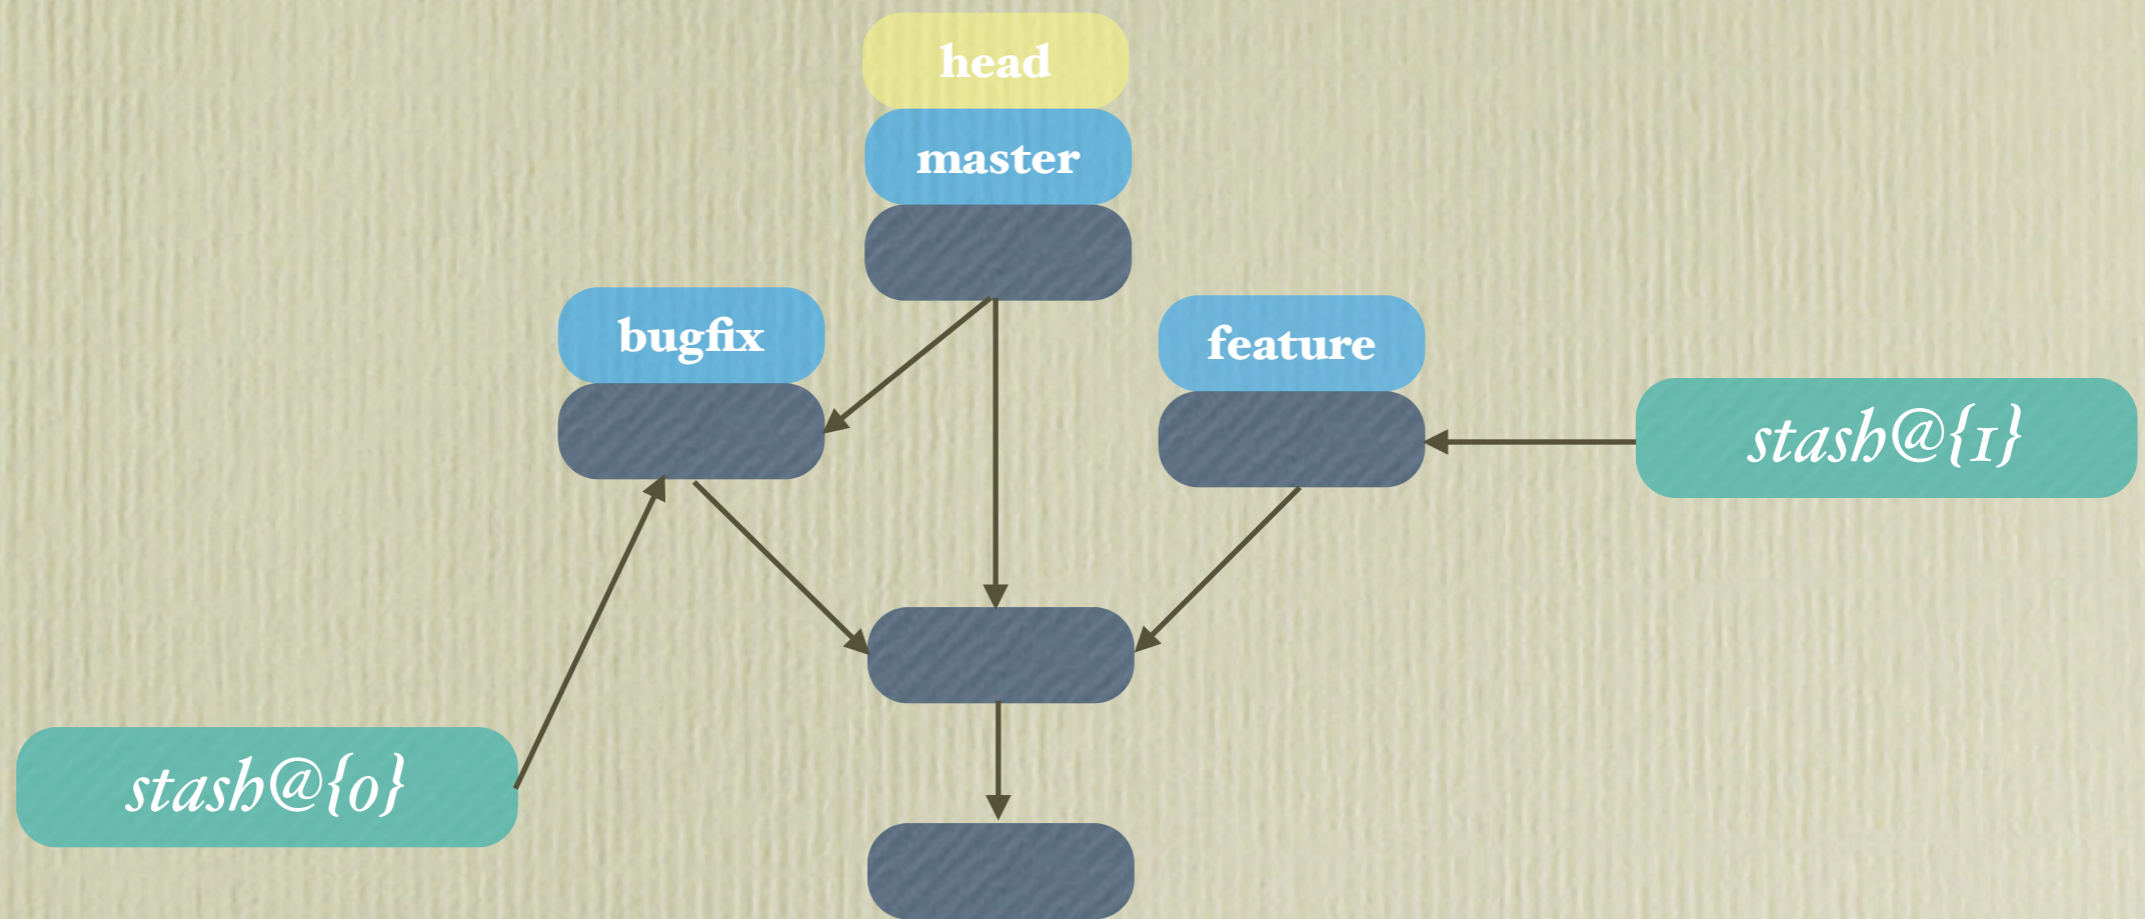 head
master
bugfix
feature
stash@{1}
stash@{0}